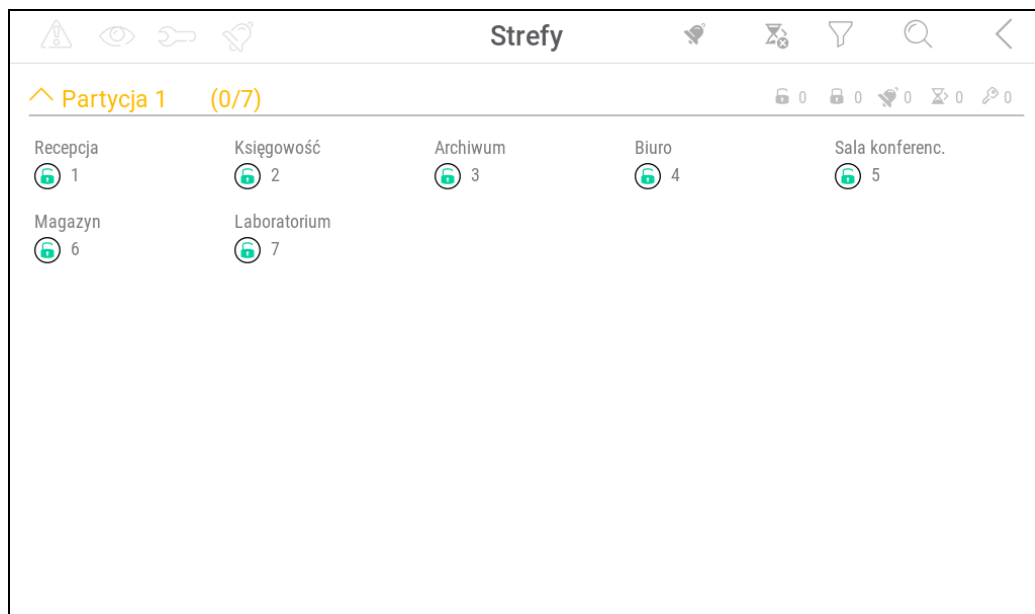 Strefy
Partycja 1 (0/7)
0 0 0 0 0
Recepcja Księgowość Archiwum Biuro Sala konferenc.
1 2 3 4 5
Magazyn Laboratorium
6 7